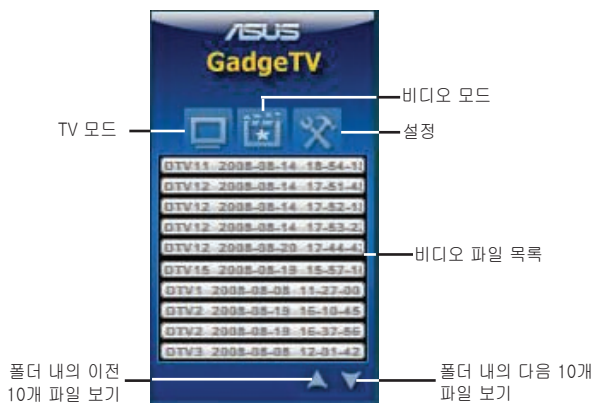 ASUS
GadgeTV
비디오 모드
TV 모드
설정
DTV11 2008-08-14 18-54-1
DTV12 2008-08-14 17-51-4
DTV12 2008-08-14 17-52-1
DTV12 2008-08-14 17-53-2
DTV12 2008-08-20 17-44-4
비디오 파일 목록
DTV15 2008-08-13 15-57-1
DTV1 2008-08-08 11-27-00
DTV2 2008-08-19 16-10-45
DTV2 2008-08-19 16-37-56
DTV3 2008-08-08 12-01-42
폴더 내의 이전
10개 파일 보기
폴더 내의 다음 10개
파일 보기